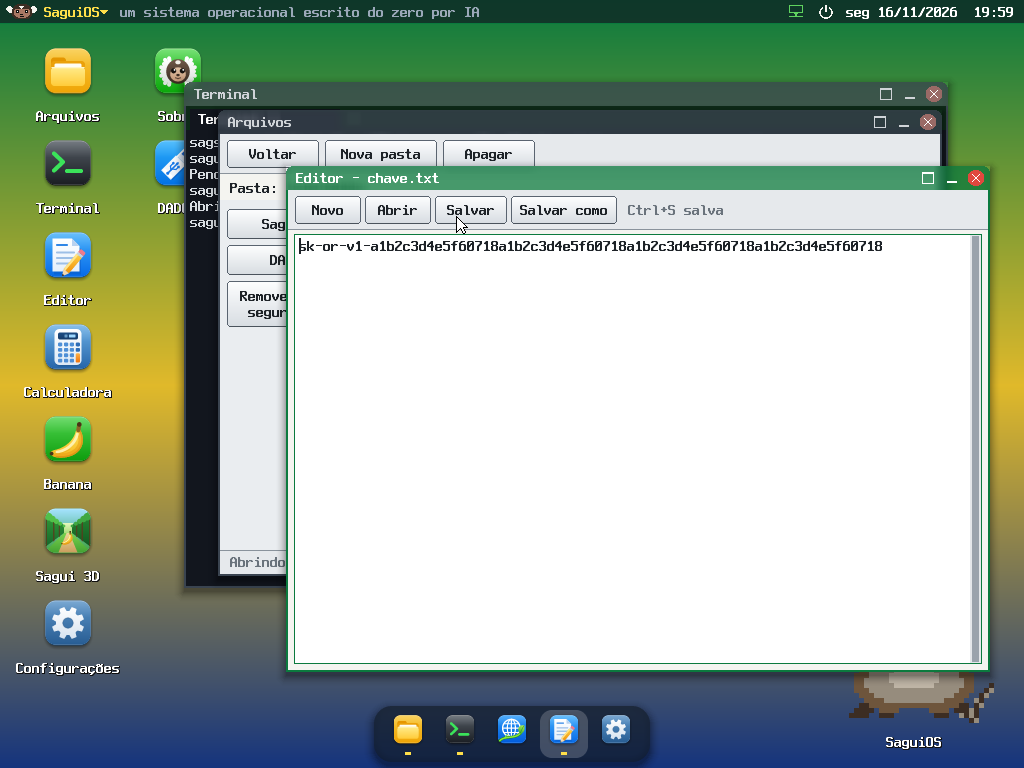 SaguiOS um sistema operacional escrito do zero por IA seg 16/11/2026 19:59
Arquivos
Terminal
Editor
Calculadora
Banana
Sagui 3D
Configurações
Terminal
Arquivos
Voltar Nova pasta Apagar
Pasta:
Editor - chave.txt
Novo Abrir Salvar Salvar como Ctrl+S salva
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
Abrindo
SaguiOS